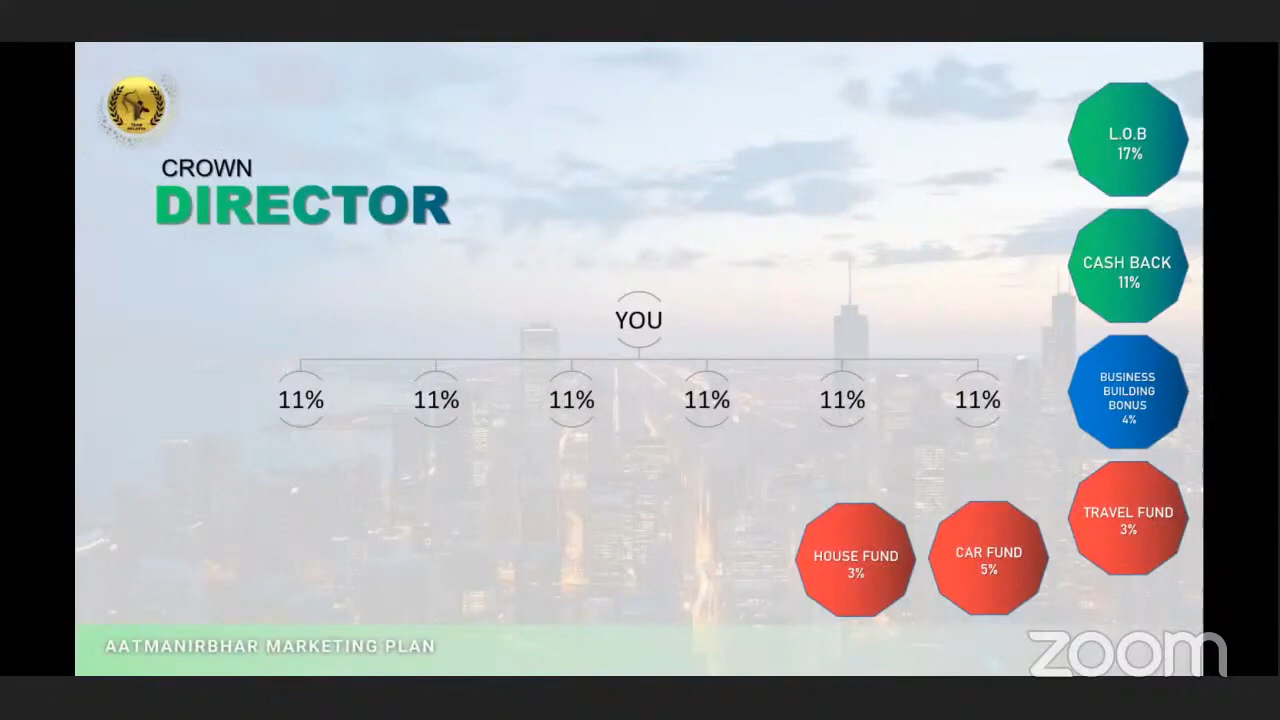 CROWN
DIRECTOR
L.O.B
17%
CASH BACK
11%
YOU
11% 11% 11% 11% 11% 11%
BUSINESS
BUILDING
BONUS
4%
TRAVEL FUND
3%
HOUSE FUND
3%
CAR FUND
5%
AATMANIRBHAR MARKETING PLAN
zoom